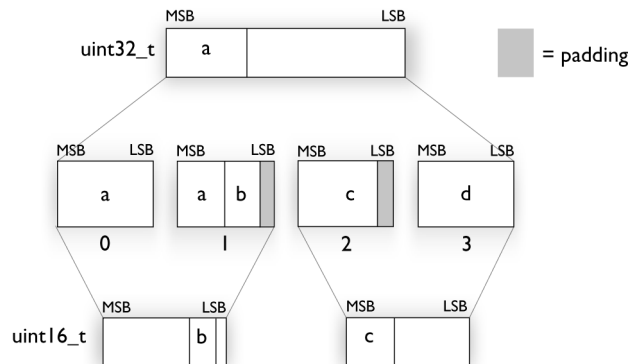 MSB LSB
uint32_t a = padding
MSB LSB MSB LSB MSB LSB MSB LSB
a a b c d
0 1 2 3
MSB LSB MSB LSB
uint16_t b c